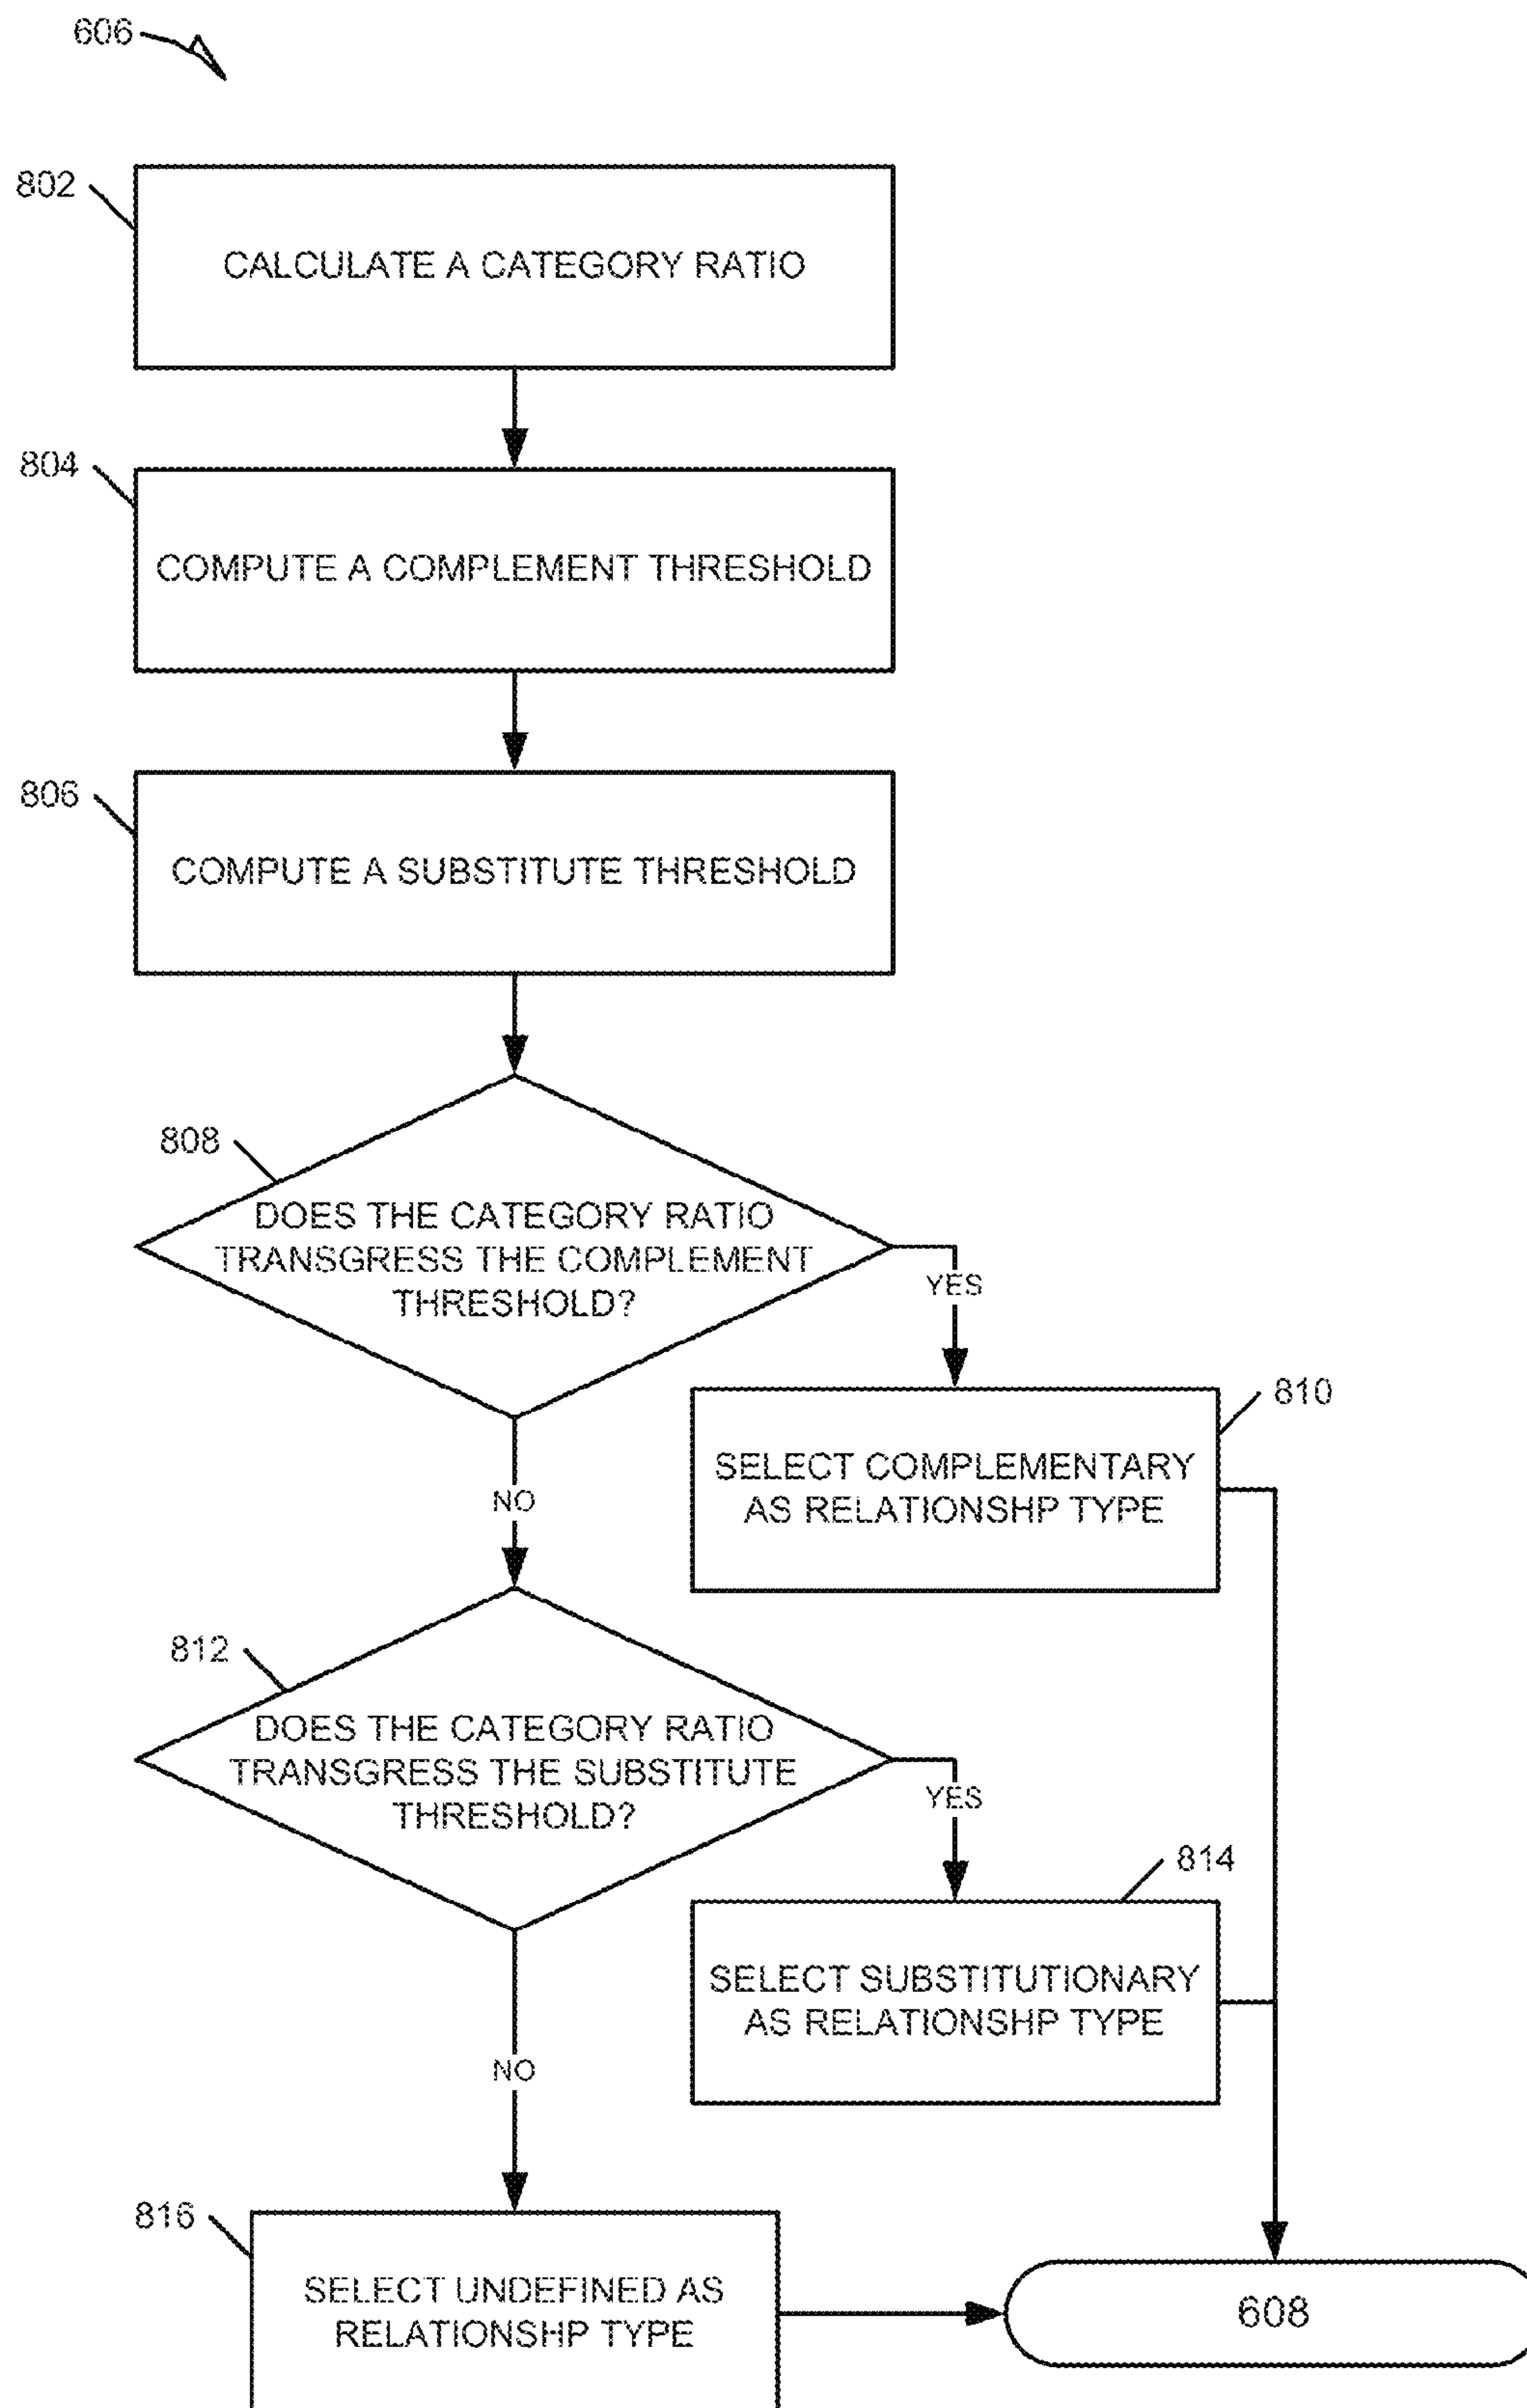 606
802
CALCULATE A CATEGORY RATIO
804
COMPUTE A COMPLEMENT THRESHOLD
806
COMPUTE A SUBSTITUTE THRESHOLD
808
DOES THE CATEGORY RATIO
TRANSGRESS THE COMPLEMENT
THRESHOLD?
YES
810
SELECT COMPLEMENTARY
AS RELATIONSHP TYPE
NO
812
DOES THE CATEGORY RATIO
TRANSGRESS THE SUBSTITUTE
THRESHOLD?
YES
814
SELECT SUBSTITUTIONARY
AS RELATIONSHP TYPE
NO
816
SELECT UNDEFINED AS
RELATIONSHP TYPE
608